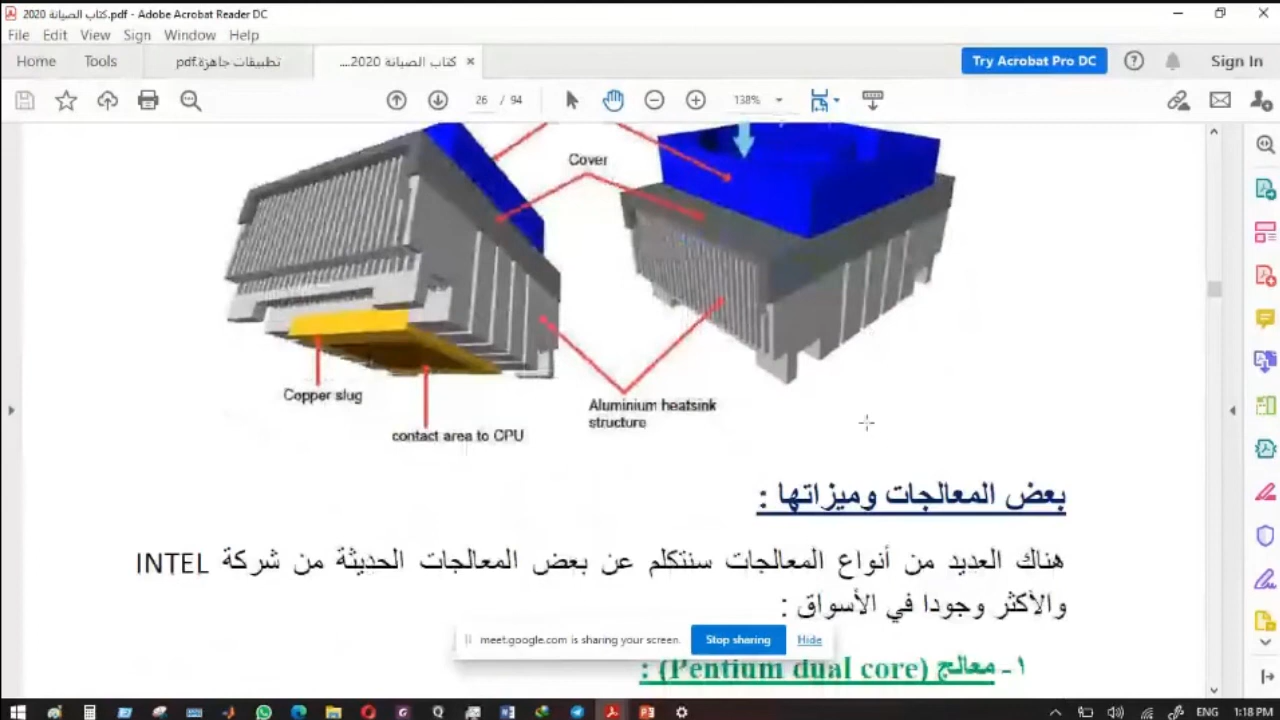 كتاب الصيانة 2020.pdf - Adobe Acrobat Reader DC
File Edit View Sign Window Help
Home Tools تطبيقات جاهزة.pdf كتاب الصيانة 2020... × Try Acrobat Pro DC Sign In
26 / 94 138%
Cover
Copper slug
Aluminium heatsink
structure
contact area to CPU
بعض المعالجات وميزاتها :
هناك العديد من أنواع المعالجات سنتكلم عن بعض المعالجات الحديثة من شركة INTEL
والأكثر وجودا في الأسواق :
meet.google.com is sharing your screen. Stop sharing Hide
١- معالج (Pentium dual core) :
ENG 1:18 PM